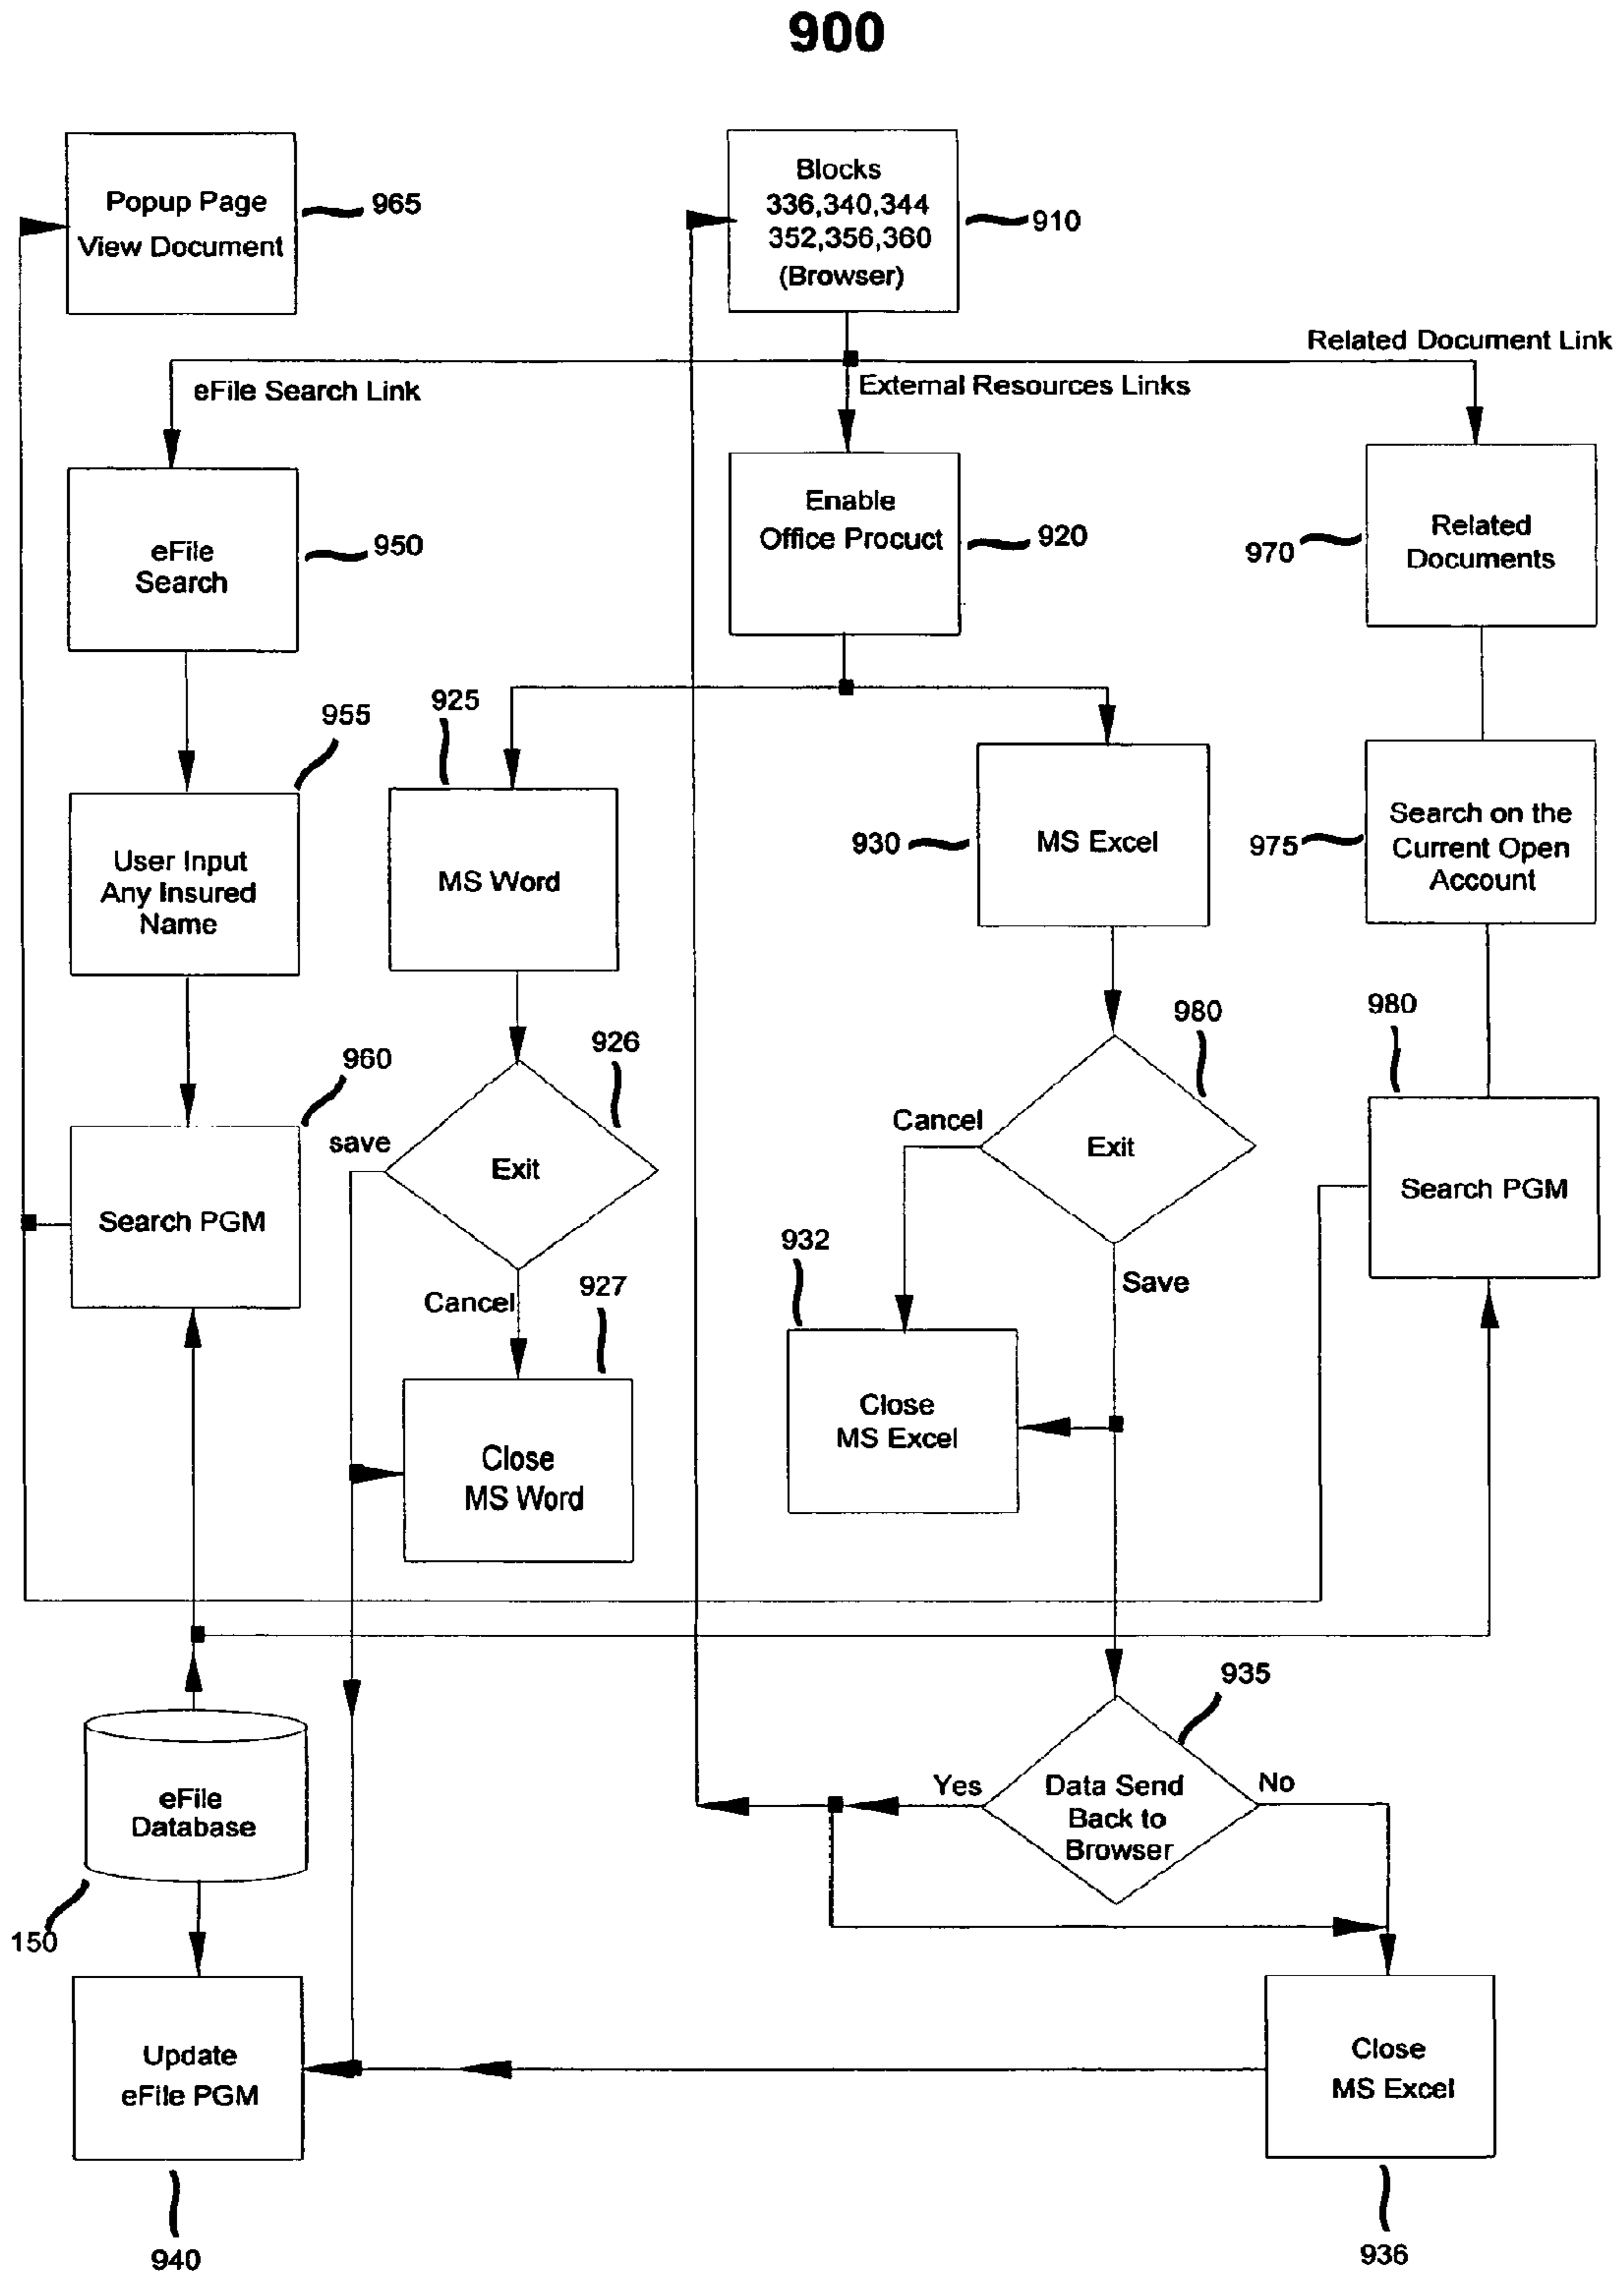 900
Popup Page
View Document
965
Blocks
336,340,344
352,356,360
(Browser)
910
Related Document Link
eFile Search Link
External Resources Links
eFile
Search
950
Enable
Office Procuct
920
Related
Documents
970
955
925
User Input
Any Insured
Name
MS Word
930
MS Excel
975
Search on the
Current Open
Account
960
926
980
980
save
Exit
Cancel
Exit
Search PGM
Search PGM
Cancel
927
932
Save
Close
MS Word
Close
MS Excel
935
eFile
Database
150
Yes
Data Send
Back to
Browser
No
Update
eFile PGM
940
Close
MS Excel
936